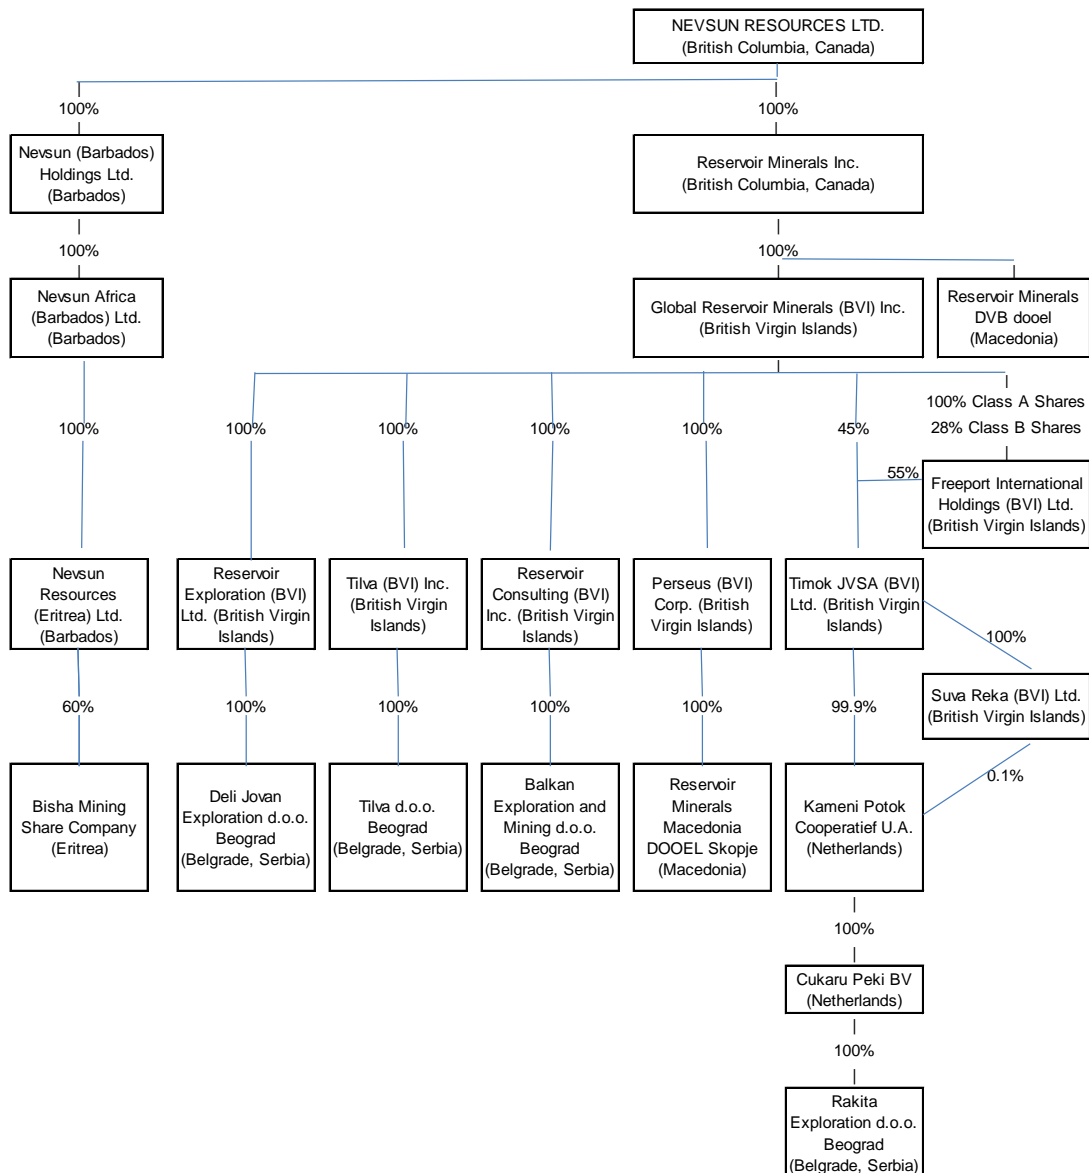 NEVSUN RESOURCES LTD.
(British Columbia, Canada)
100%
100%
Nevsun (Barbados)
Holdings Ltd.
(Barbados)
Reservoir Minerals Inc.
(British Columbia, Canada)
100%
100%
Nevsun Africa
(Barbados) Ltd.
(Barbados)
Global Reservoir Minerals (BVI) Inc.
(British Virgin Islands)
Reservoir Minerals
DVB dooel
(Macedonia)
100%
100%
100%
100%
100%
45%
100% Class A Shares
28% Class B Shares
55%
Freeport International
Holdings (BVI) Ltd.
(British Virgin Islands)
Nevsun
Resources
(Eritrea) Ltd.
(Barbados)
Reservoir
Exploration (BVI)
Ltd. (British Virgin
Islands)
Tilva (BVI) Inc.
(British Virgin
Islands)
Reservoir
Consulting (BVI)
Inc. (British Virgin
Islands)
Perseus (BVI)
Corp. (British
Virgin Islands)
Timok JVSA (BVI)
Ltd. (British Virgin
Islands)
100%
Suva Reka (BVI) Ltd.
(British Virgin Islands)
60%
100%
100%
100%
100%
99.9%
0.1%
Bisha Mining
Share Company
(Eritrea)
Deli Jovan
Exploration d.o.o.
Beograd
(Belgrade, Serbia)
Tilva d.o.o.
Beograd
(Belgrade, Serbia)
Balkan
Exploration and
Mining d.o.o.
Beograd
(Belgrade, Serbia)
Reservoir
Minerals
Macedonia
DOOEL Skopje
(Macedonia)
Kameni Potok
Cooperatief U.A.
(Netherlands)
100%
Cukaru Peki BV
(Netherlands)
100%
Rakita
Exploration d.o.o.
Beograd
(Belgrade, Serbia)